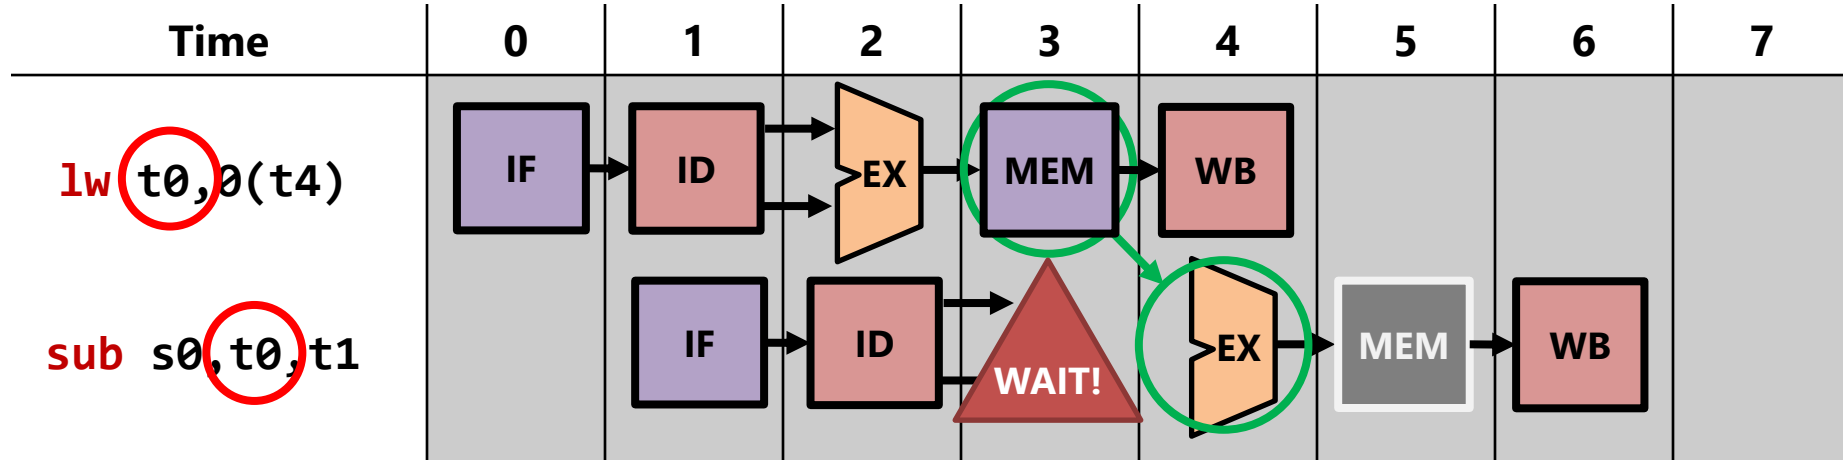 Time 0 1 2 3 4 5 6 7
lw t0,0(t4) IF ID EX MEM WB
sub s0,t0,t1 IF ID WAIT! EX MEM WB